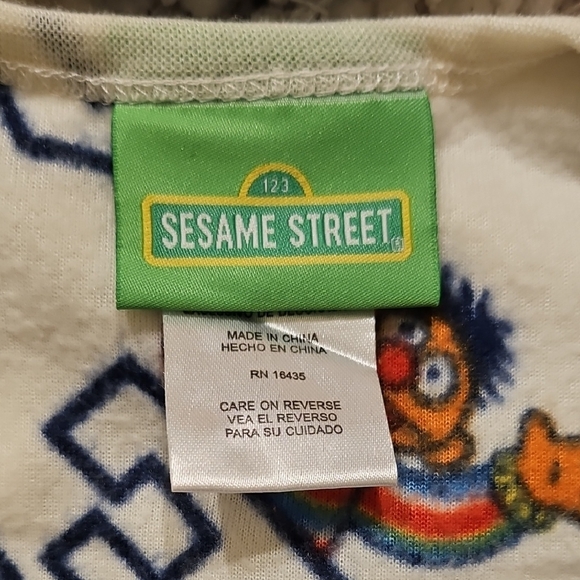 123
SESAME STREET
MADE IN CHINA
HECHO EN CHINA
RN 16435
CARE ON REVERSE
VEA EL REVERSO
PARA SU CUIDADO